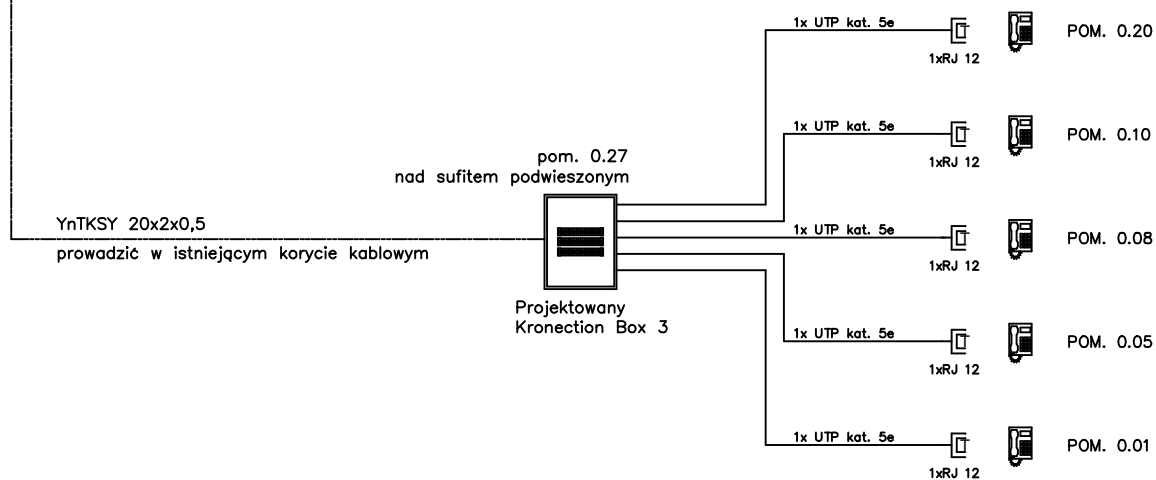 1x UTP kat. 5e
1xRJ 12
POM. 0.20
1x UTP kat. 5e
1xRJ 12
POM. 0.10
pom. 0.27
nad sufitem podwieszonym
YnTKSY 20x2x0,5
prowadzić w istniejącym korycie kablowym
1x UTP kat. 5e
1xRJ 12
POM. 0.08
Projektowany
Kronection Box 3
1x UTP kat. 5e
1xRJ 12
POM. 0.05
1x UTP kat. 5e
1xRJ 12
POM. 0.01